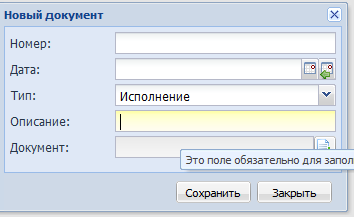 Новый документ
Номер:
Дата:
Тип: Исполнение
Описание:
Документ:
Это поле обязательно для запол
Сохранить Закрыть